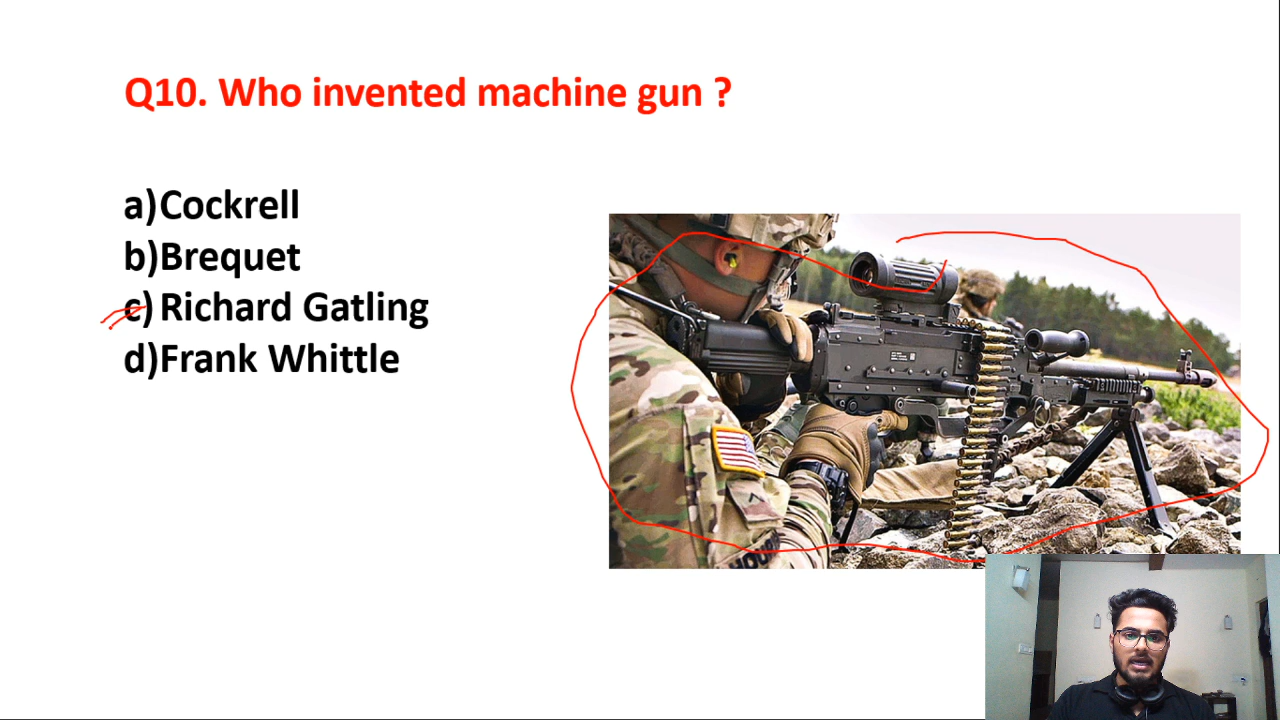 Q10. Who invented machine gun ?
a)Cockrell
b)Brequet
c)Richard Gatling
d)Frank Whittle